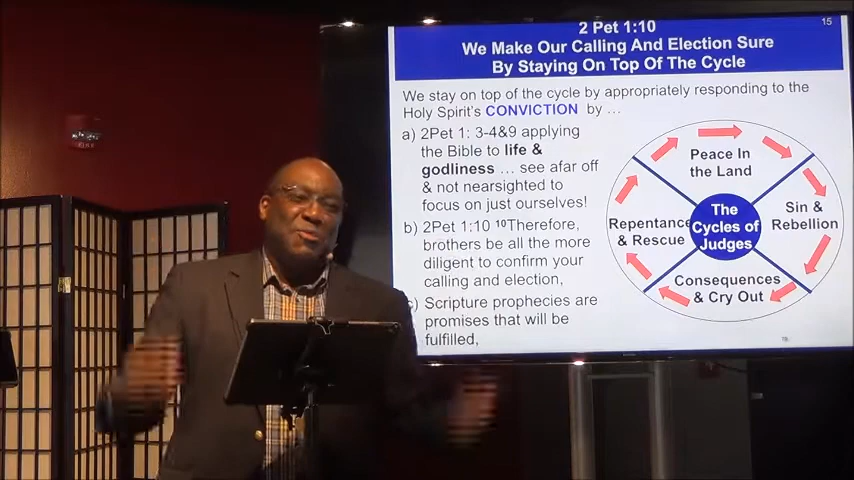 2 Pet 1:10
15
We Make Our Calling And Election Sure
By Staying On Top Of The Cycle
We stay on top of the cycle by appropriately responding to the
Holy Spirit's CONVICTION by ...
a) 2Pet 1: 3-4&9 applying
the Bible to life &
godliness ... see afar off
& not nearsighted to
focus on just ourselves!
b) 2Pet 1:10 ¹⁰Therefore,
brothers be all the more
diligent to confirm your
calling and election,
c) Scripture prophecies are
promises that will be
fulfilled,
Peace In
the Land
Sin &
Rebellion
Consequences
& Cry Out
Repentance
& Rescue
The
Cycles of
Judges